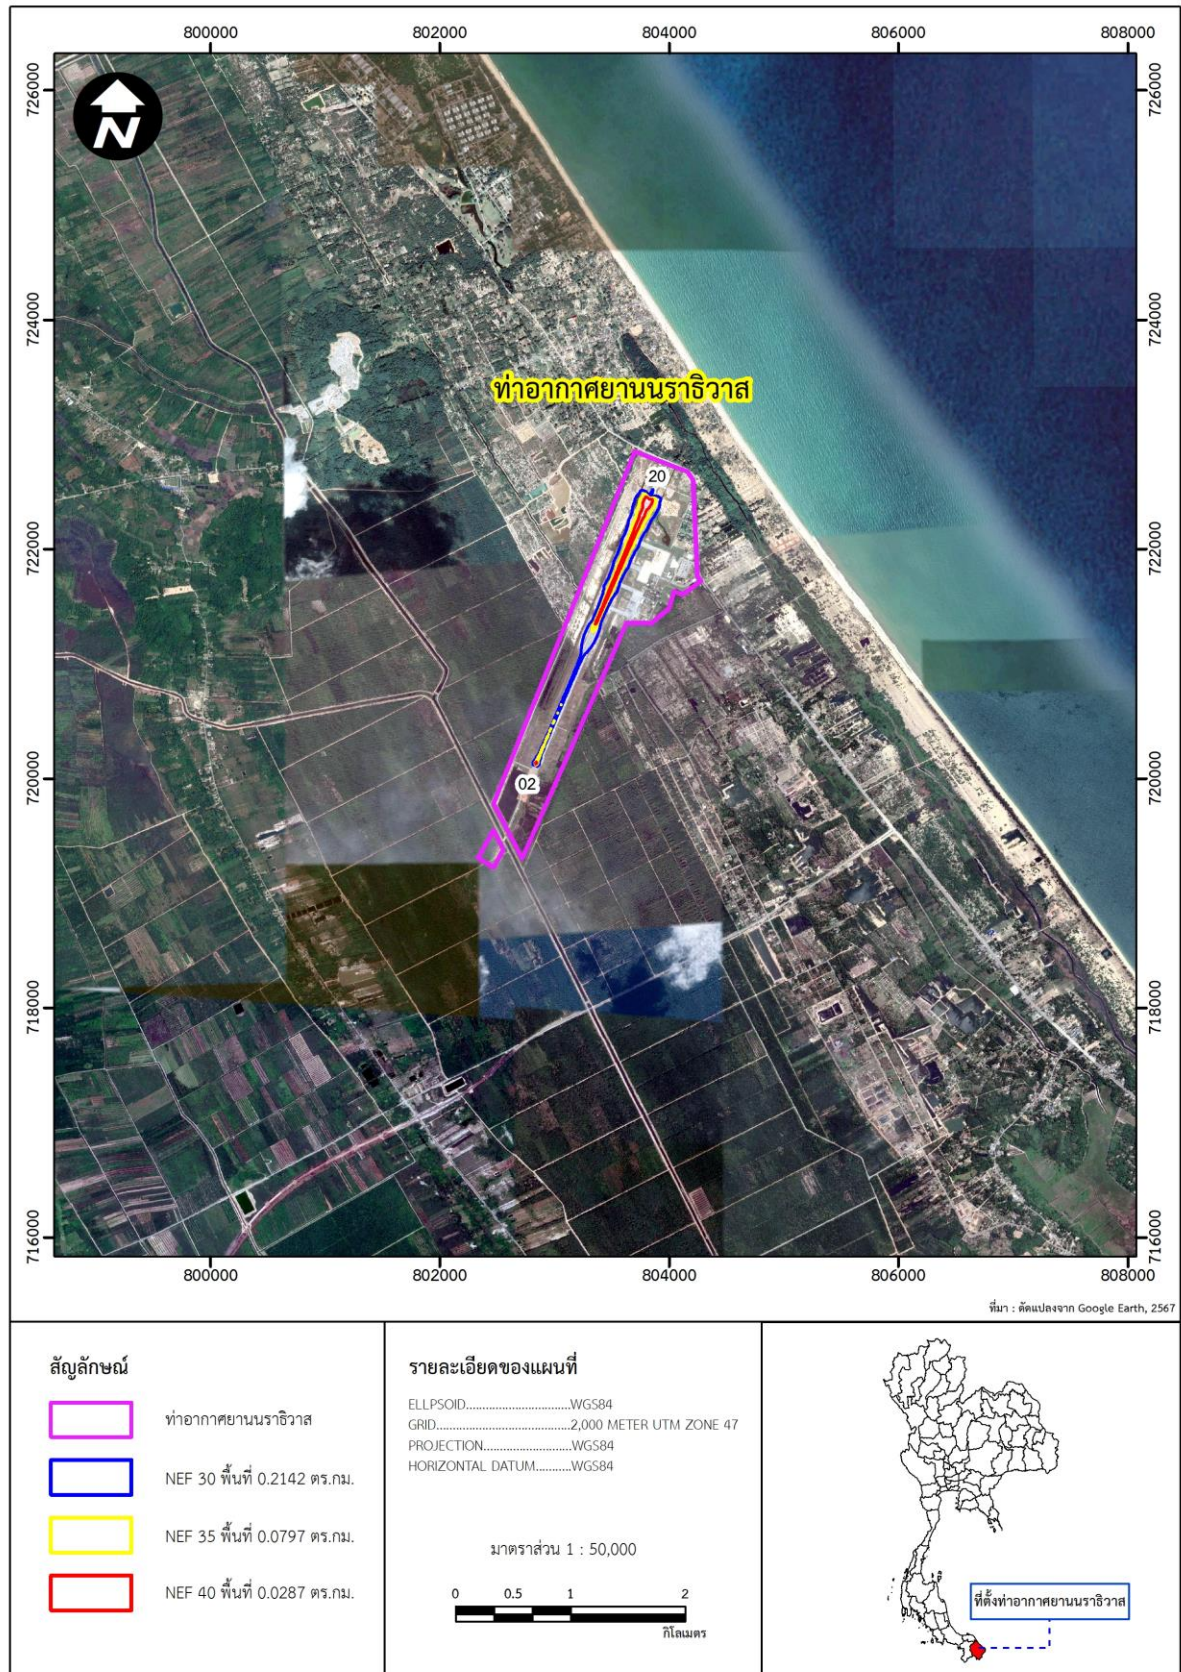 800000 802000 804000 806000 808000
726000 726000
N
724000 724000
ท่าอากาศยานนราธิวาส
20
722000 722000
720000 720000
02
718000 718000
716000 716000
800000 802000 804000 806000 808000
ที่มา : ดัดแปลงจาก Google Earth, 2567
สัญลักษณ์
ท่าอากาศยานนราธิวาส
NEF 30 พื้นที่ 0.2142 ตร.กม.
NEF 35 พื้นที่ 0.0797 ตร.กม.
NEF 40 พื้นที่ 0.0287 ตร.กม.
รายละเอียดของแผนที่
ELLPSOID..............................WGS84
GRID.......................................2,000 METER UTM ZONE 47
PROJECTION.........................WGS84
HORIZONTAL DATUM..........WGS84
มาตราส่วน 1 : 50,000
0 0.5 1 2
กิโลเมตร
ที่ตั้งท่าอากาศยานนราธิวาส